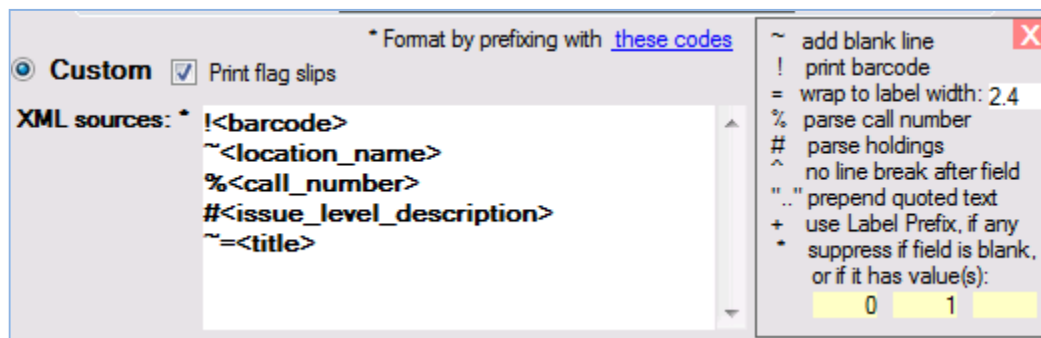 * Format by prefixing with these codes
Custom Print flag slips
XML sources: *
!<barcode>
~<location_name>
%<call_number>
#<issue_level_description>
~=<title>
X
~ add blank line
! print barcode
= wrap to label width: 2.4
% parse call number
# parse holdings
^ no line break after field
".." prepend quoted text
+ use Label Prefix, if any
* suppress if field is blank,
or if it has value(s):
0 1